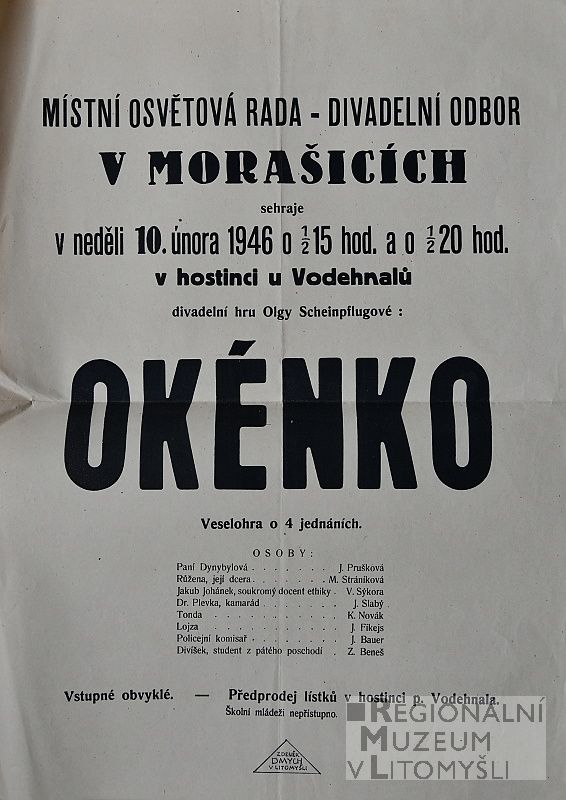 MÍSTNÍ OSVĚTOVÁ RADA - DIVADELNÍ ODBOR
V MORAŠICÍCH
sehraje
v neděli 10. února 1946 o ½15 hod. a o ½20 hod.
v hostinci u Vodehnalů
divadelní hru Olgy Scheinpflugové :
OKÉNKO
Veselohra o 4 jednáních.
OSOBY:
Paní Dynybylová . . . . . . . J. Prušková
Růžena, její dcera . . . . . . . M. Stráníková
Jakub Johánek, soukromý docent ethiky . V. Sýkora
Dr. Plevka, kamarád . . . . . . . J. Slabý
Tonda . . . . . . . . . . K. Novák
Lojza . . . . . . . . . . J. Fikejs
Policejní komisař . . . . . . . J. Bauer
Divíšek, student z pátého poschodí . Z. Beneš
Vstupné obvyklé. — Předprodej lístků v hostinci p. Vodehnala.
Školní mládeži nepřístupno.
ZDENĚK
DMYCH
V LITOMYŠLI
REGIONÁLNÍ
MUZEUM
V LITOMYŠLI